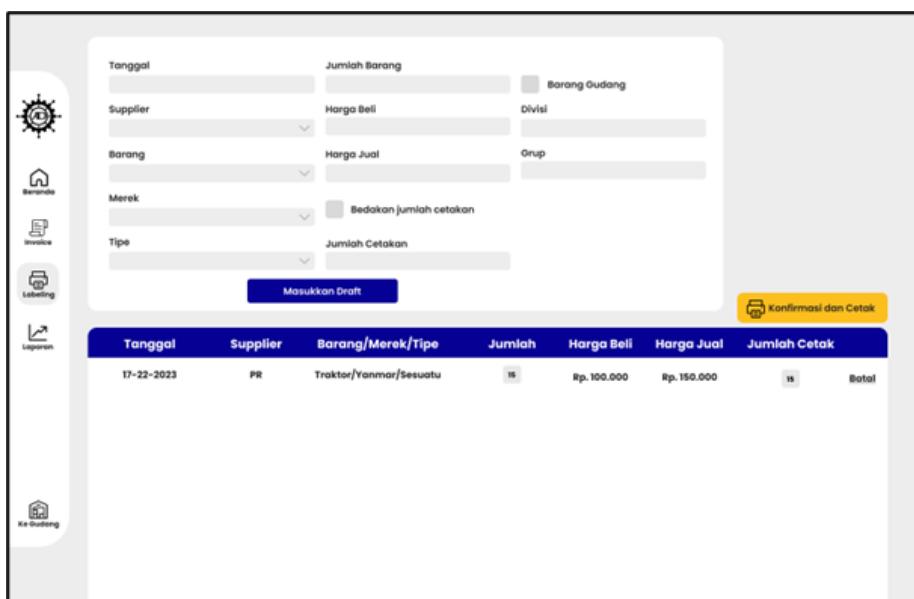 Tanggal
Jumlah Barang
Barang Gudang
Supplier
Harga Beli
Divisi
Barang
Harga Jual
Grup
Merek
Bedakan jumlah cetakan
Tipe
Jumlah Cetakan
Masukkan Draft
Konfirmasi dan Cetak
Beranda
Invoice
Labeling
Laporan
Ke Gudang
Tanggal Supplier Barang/Merek/Tipe Jumlah Harga Beli Harga Jual Jumlah Cetak
17-22-2023 PR Traktor/Yanmar/Sesuatu 15 Rp. 100.000 Rp. 150.000 15 Batal